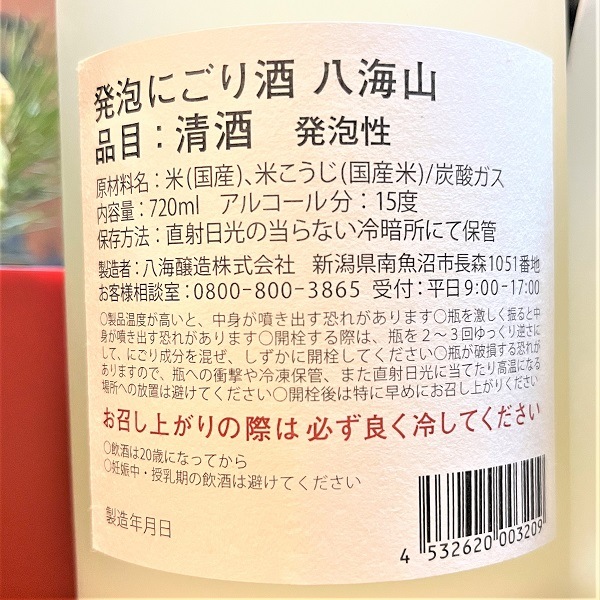 発泡にごり酒 八海山
品目：清酒 発泡性
原材料名：米(国産)、米こうじ(国産米)/炭酸ガス
内容量：720ml アルコール分：15度
保存方法：直射日光の当らない冷暗所にて保管
製造者：八海醸造株式会社 新潟県南魚沼市長森1051番地
お客様相談室：0800-800-3865 受付：平日9:00-17:00
○製品温度が高いと、中身が噴き出す恐れがあります○瓶を激しく振ると中
身が噴き出す恐れがあります○開栓する際は、瓶を2～3回ゆっくり逆さに
して、にごり成分を混ぜ、しずかに開栓してください○瓶が破損する恐れが
ありますので、瓶への衝撃や冷凍保管、また直射日光に当てたり高温になる
場所への放置は避けてください○開栓後は特に早めにお召し上がりください
お召し上がりの際は必ず良く冷してください
○飲酒は20歳になってから
○妊娠中・授乳期の飲酒は避けてください
製造年月日
4 532620 003209